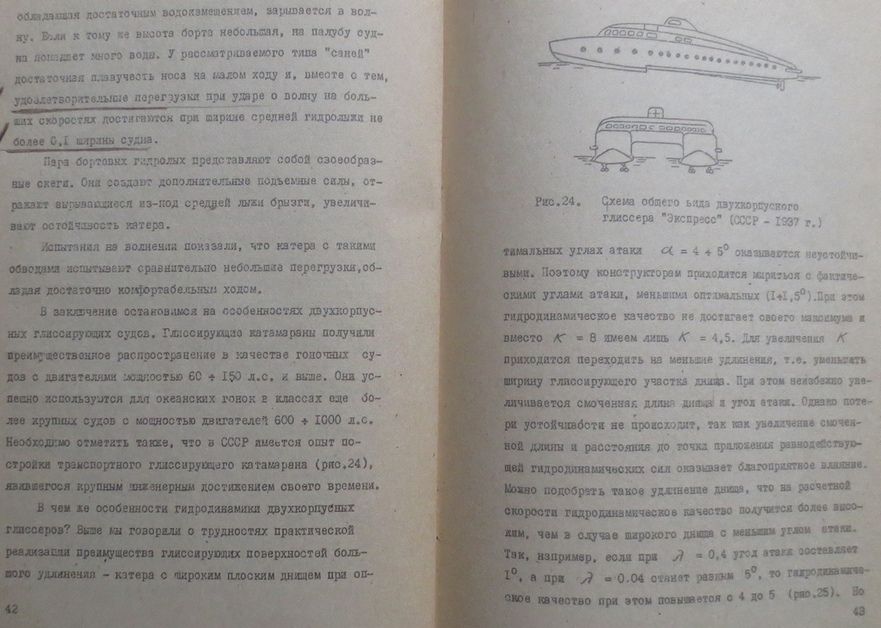 обладающая достаточным водоизмещением, зарывается в вол-
ну. Если к тому же высота борта небольшая, на палубу суд-
на попадает много воды. У рассматриваемого типа "саней"
достаточная плавучесть носа на малом ходу и, вместе с тем,
удовлетворительные перегрузки при ударе о волну на боль-
ших скоростях достигаются при ширине средней гидролыжи не
более 0,1 ширины судна.
Пара бортовых гидролыж представляют собой своеобраз-
ные скеги. Они создают дополнительные подъемные силы, от-
ражают вырывающиеся из-под средней лыжи брызги, увеличи-
вают остойчивость катера.
Испытания на волнении показали, что катера с такими
обводами испытывают сравнительно небольшие перегрузки,об-
ладая достаточно комфортабельным ходом.
В заключение остановимся на особенностях двухкорпус-
ных глиссирующих судов. Глиссирующие катамараны получили
преимущественное распространение в качестве гоночных су-
дов с двигателями мощностью 60 ÷ 150 л.с. и выше. Они ус-
пешно используются для океанских гонок в классах еще бо-
лее крупных судов с мощностью двигателей 600 ÷ 1000 л.с.
Необходимо отметить также, что в СССР имеется опыт по-
стройки транспортного глиссирующего катамарана (рис.24),
явившегося крупным инженерным достижением своего времени.
В чем же особенности гидродинамики двухкорпусных
глиссеров? Выше мы говорили о трудностях практической
реализации преимущества глиссирующих поверхностей боль-
шого удлинения - катера с широким плоским днищем при оп-
42
Рис.24. Схема общего вида двухкорпусного
глиссера "Экспресс" (СССР - 1937 г.)
тимальных углах атаки α = 4 ÷ 5° оказываются неустойчи-
выми. Поэтому конструкторам приходится мириться с фактиче-
скими углами атаки, меньшими оптимальных (1÷1,5°).При этом
гидродинамическое качество не достигает своего максимума и
вместо K = 8 имеем лишь K = 4,5. Для увеличения K
приходится переходить на меньшие удлинения, т.е. уменьшать
ширину глиссирующего участка днища. При этом неизбежно уве-
личивается смоченная длина днища и угол атаки. Однако поте-
ри устойчивости не происходит, так как увеличение смочен-
ной длины и расстояния до точки приложения равнодействую-
щей гидродинамических сил оказывает благоприятное влияние.
Можно подобрать такое удлинение днища, что на расчетной
скорости гидродинамическое качество получится более высо-
ким, чем в случае широкого днища с меньшим углом атаки.
Так, например, если при λ = 0,4 угол атаки составляет
1°, а при λ = 0.04 станет равным 5°, то гидродинамиче-
ское качество при этом повышается с 4 до 5 (рис.25). Но
43